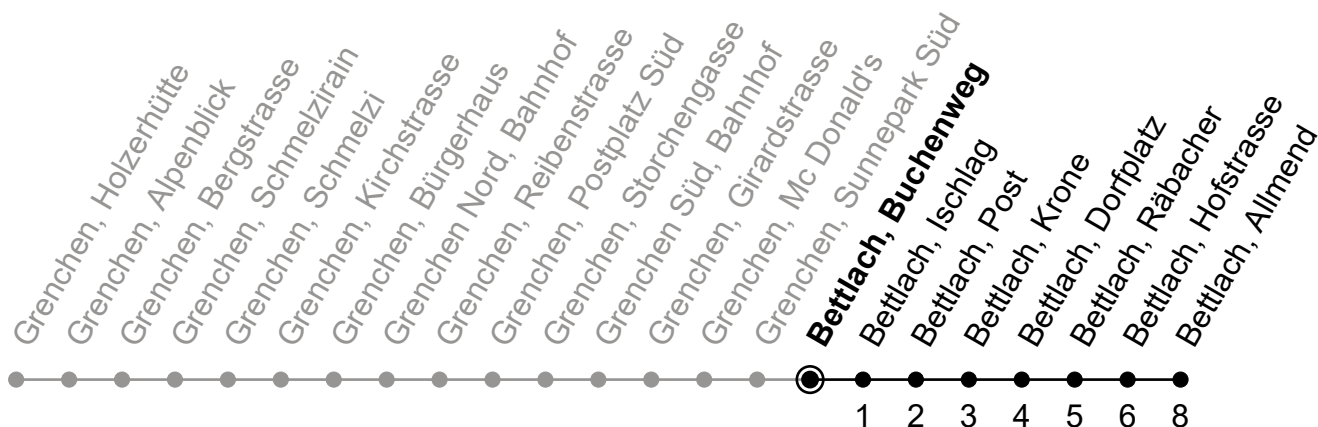 Grenchen, Holzerhütte
Grenchen, Alpenblick
Grenchen, Bergstrasse
Grenchen, Schmelzirain
Grenchen, Schmelzi
Grenchen, Kirchstrasse
Grenchen, Bürgerhaus
Grenchen Nord, Bahnhof
Grenchen, Reibenstrasse
Grenchen, Postplatz Süd
Grenchen, Storchengasse
Grenchen Süd, Bahnhof
Grenchen, Girardstrasse
Grenchen, Mc Donald's
Grenchen, Sunnepark Süd
Bettlach, Buchenweg
Bettlach, Ischlag
Bettlach, Post
Bettlach, Krone
Bettlach, Dorfplatz
Bettlach, Räbacher
Bettlach, Hofstrasse
Bettlach, Allmend
1 2 3 4 5 6 8